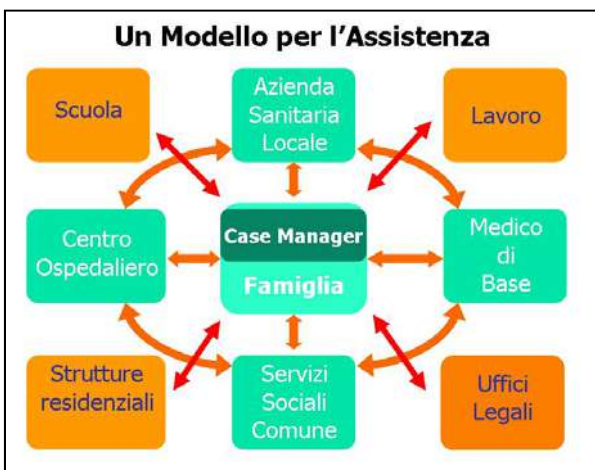 Un Modello per l'Assistenza
Scuola
Azienda
Sanitaria
Locale
Lavoro
Centro
Ospedaliero
Case Manager
Famiglia
Medico
di
Base
Strutture
residenziali
Servizi
Sociali
Comune
Uffici
Legali